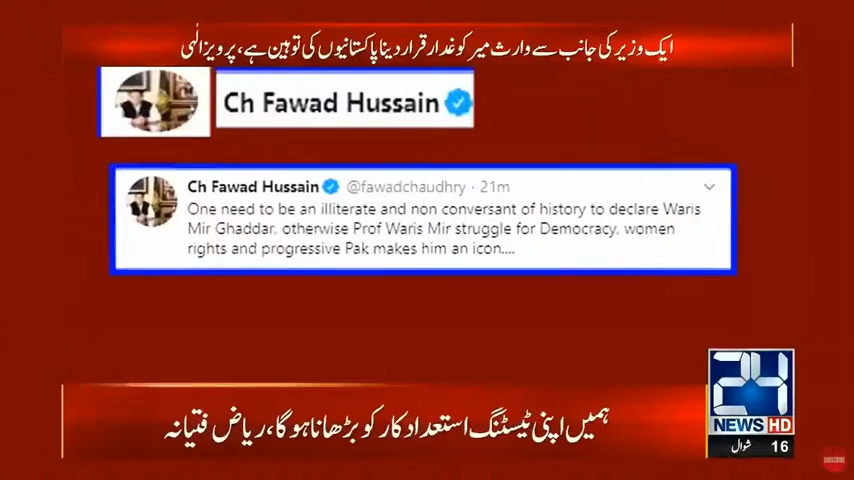 ایک وزیر کی جانب سے وارث میر کو غدار قرار دینا پاکستانیوں کی توہین ہے، پرویز الٰہی
Ch Fawad Hussain
Ch Fawad Hussain @fawadchaudhry · 21m
One need to be an illiterate and non conversant of history to declare Waris
Mir Ghaddar, otherwise Prof Waris Mir struggle for Democracy, women
rights and progressive Pak makes him an icon....
24
NEWS HD
شوال 16
ہمیں اپنی ٹیسٹنگ استعداد کار کو بڑھانا ہو گا، ریاض فتیانہ
SUBSCRIBE